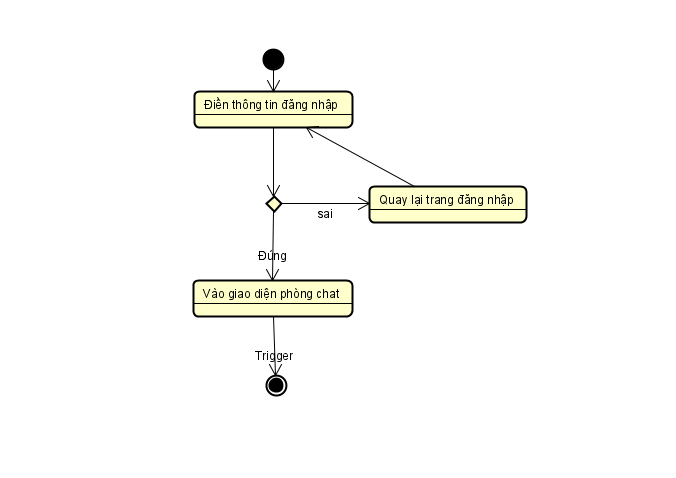 Điền thông tin đăng nhập
Quay lại trang đăng nhập
sai
Đúng
Vào giao diện phòng chat
Trigger